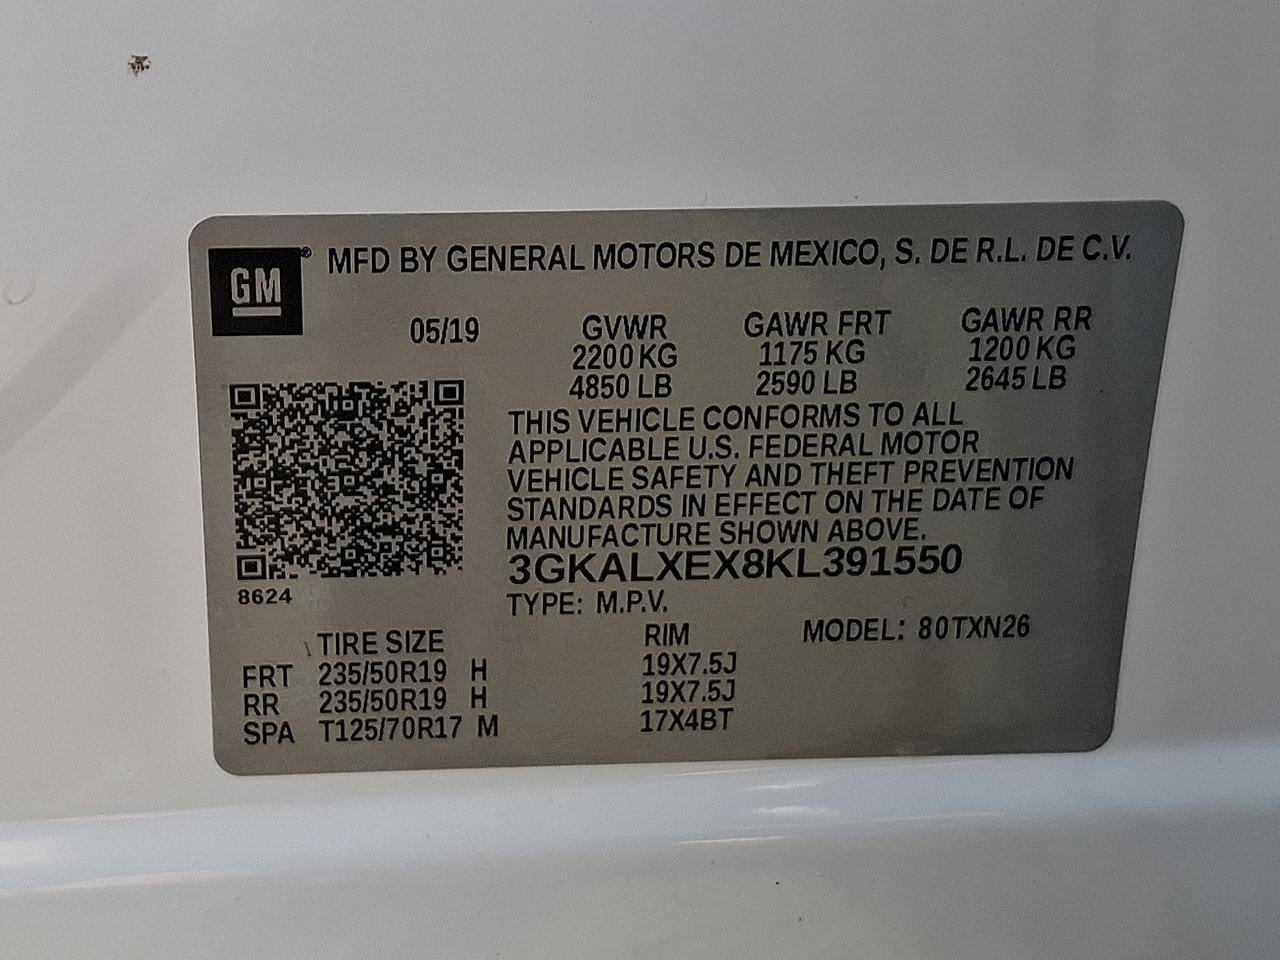 GM® MFD BY GENERAL MOTORS DE MEXICO, S. DE R.L. DE C.V.
05/19 GVWR GAWR FRT GAWR RR
2200 KG 1175 KG 1200 KG
4850 LB 2590 LB 2645 LB
THIS VEHICLE CONFORMS TO ALL
APPLICABLE U.S. FEDERAL MOTOR
VEHICLE SAFETY AND THEFT PREVENTION
STANDARDS IN EFFECT ON THE DATE OF
MANUFACTURE SHOWN ABOVE.
3GKALXEX8KL391550
8624 TYPE: M.P.V.
TIRE SIZE RIM MODEL: 80TXN26
FRT 235/50R19 H 19X7.5J
RR 235/50R19 H 19X7.5J
SPA T125/70R17 M 17X4BT